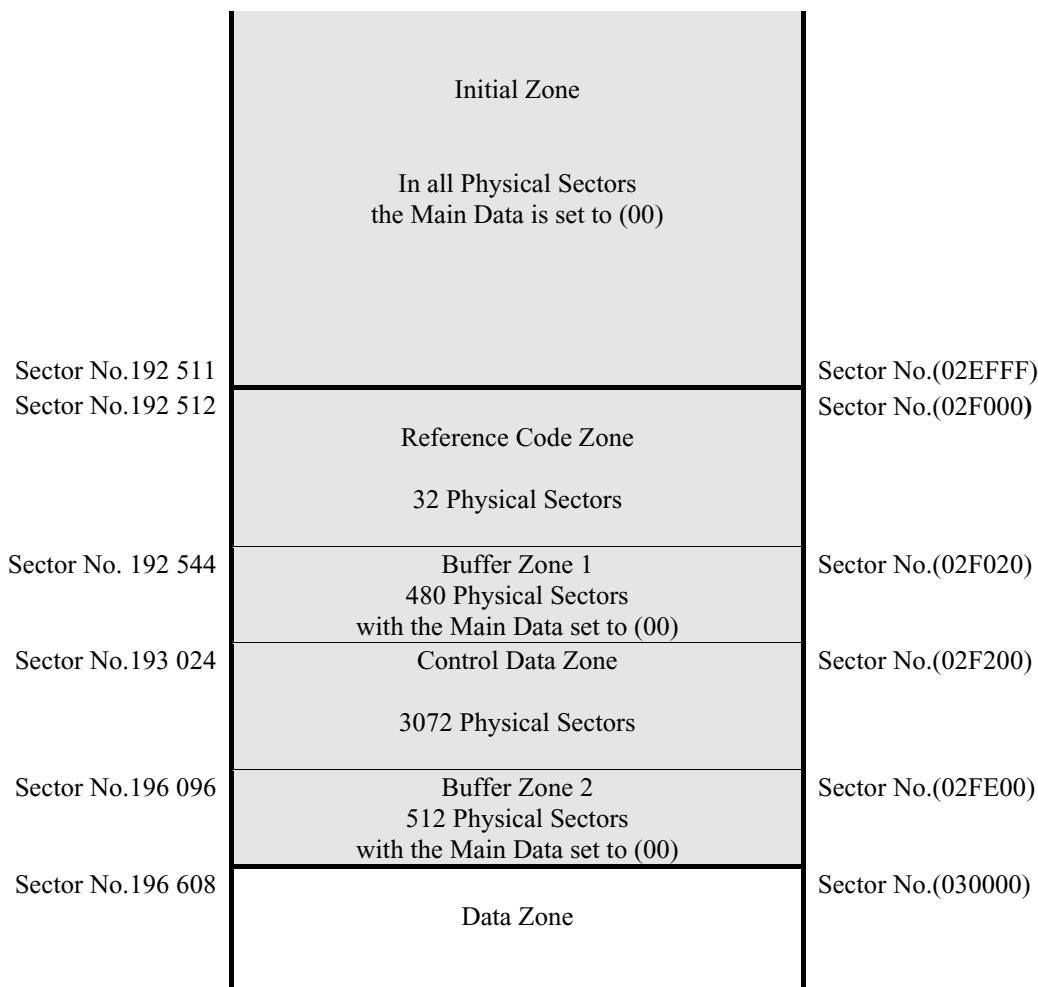 Initial Zone
In all Physical Sectors
the Main Data is set to (00)
Sector No.192 511
Sector No.(02EFFF)
Sector No.192 512
Sector No.(02F000)
Reference Code Zone
32 Physical Sectors
Sector No. 192 544
Buffer Zone 1
Sector No.(02F020)
480 Physical Sectors
with the Main Data set to (00)
Sector No.193 024
Control Data Zone
Sector No.(02F200)
3072 Physical Sectors
Sector No.196 096
Buffer Zone 2
Sector No.(02FE00)
512 Physical Sectors
with the Main Data set to (00)
Sector No.196 608
Sector No.(030000)
Data Zone